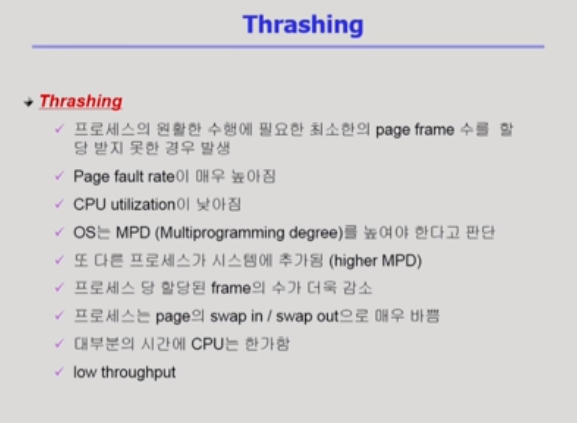 Thrashing
Thrashing
프로세스의 원활한 수행에 필요한 최소한의 page frame 수를 할
당 받지 못한 경우 발생
Page fault rate이 매우 높아짐
CPU utilization이 낮아짐
OS는 MPD (Multiprogramming degree)를 높여야 한다고 판단
또 다른 프로세스가 시스템에 추가됨 (higher MPD)
프로세스 당 할당된 frame의 수가 더욱 감소
프로세스는 page의 swap in / swap out으로 매우 바쁨
대부분의 시간에 CPU는 한가함
low throughput